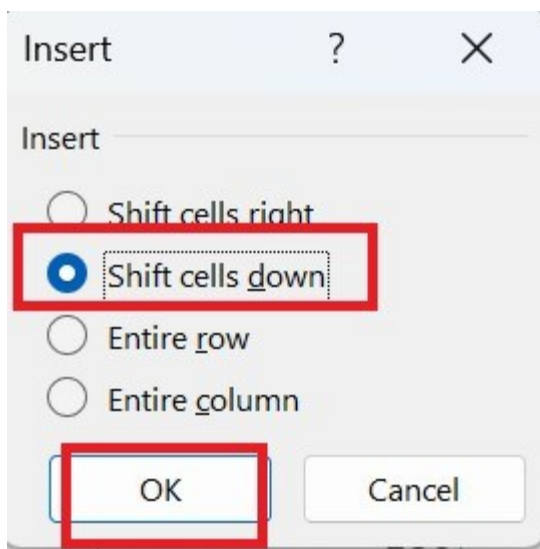 Insert ? X
Insert
Shift cells right
Shift cells down
Entire row
Entire column
OK Cancel